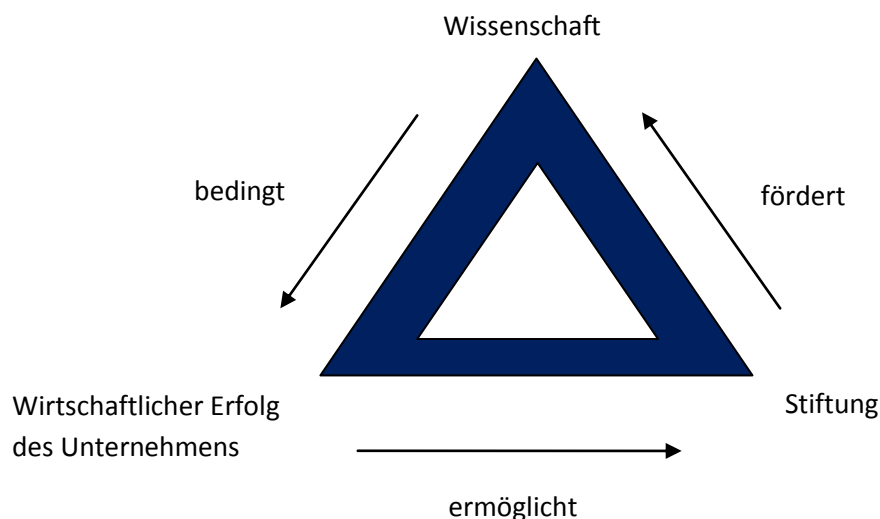 Wissenschaft
bedingt
fördert
Wirtschaftlicher Erfolg
des Unternehmens
Stiftung
ermöglicht